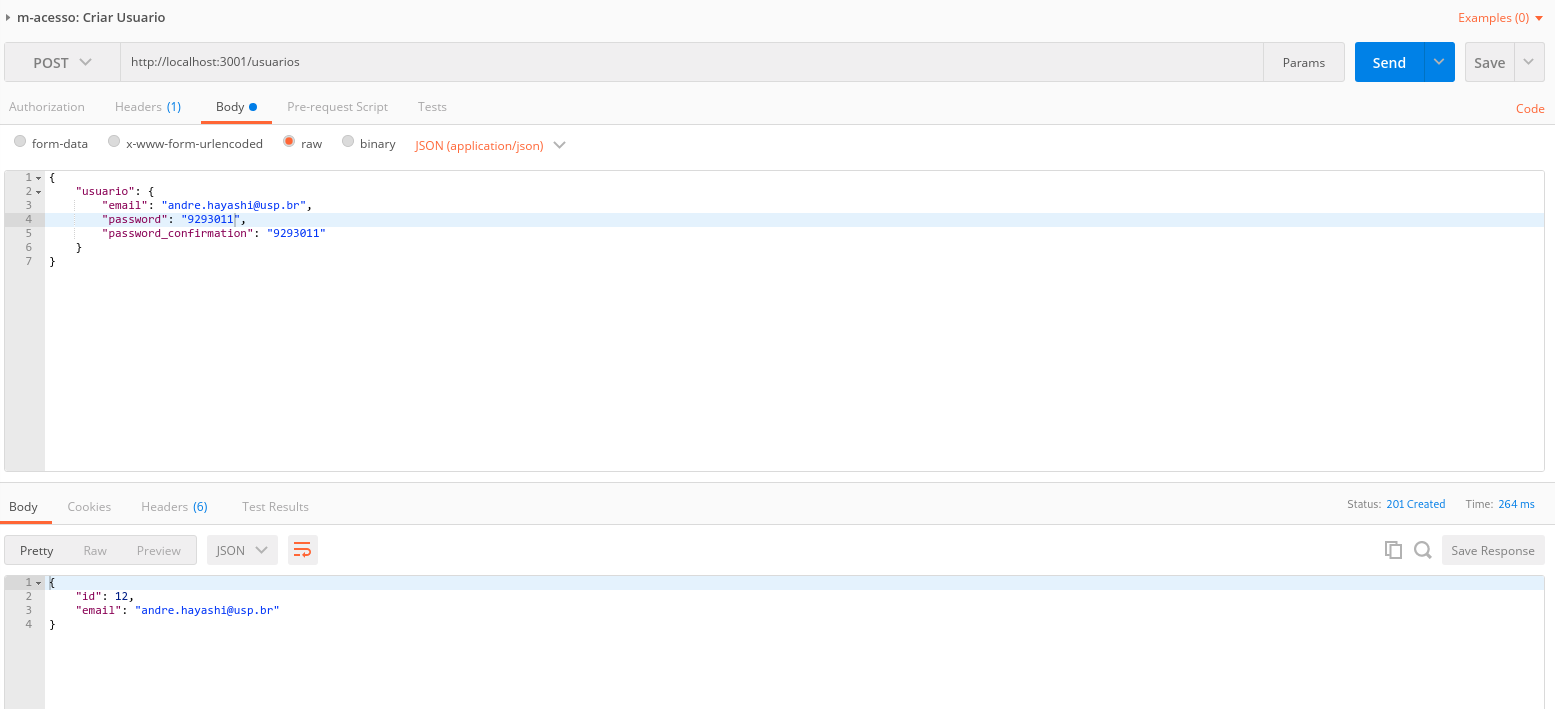 m-acesso: Criar Usuario
Examples (0)
POST http://localhost:3001/usuarios Params Send Save
Authorization Headers (1) Body Pre-request Script Tests Code
form-data x-www-form-urlencoded raw binary JSON (application/json)
1 {
2 "usuario": {
3 "email": "andre.hayashi@usp.br",
4 "password": "9293011",
5 "password_confirmation": "9293011"
6 }
7 }
Body Cookies Headers (6) Test Results Status: 201 Created Time: 264 ms
Pretty Raw Preview JSON Save Response
1 {
2 "id": 12,
3 "email": "andre.hayashi@usp.br"
4 }